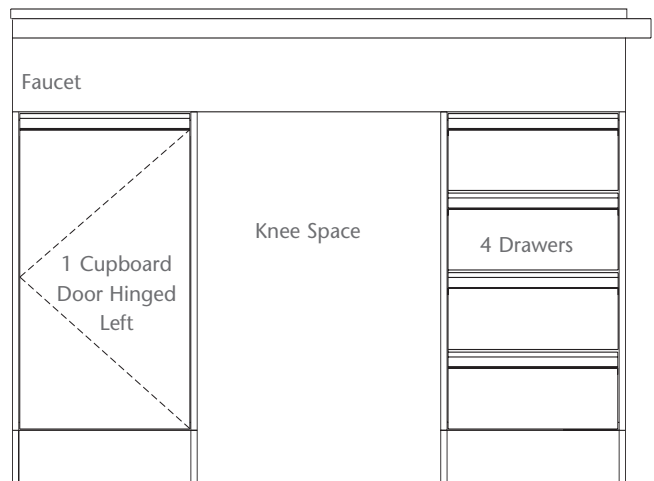 Faucet
Knee Space
4 Drawers
1 Cupboard
Door Hinged
Left